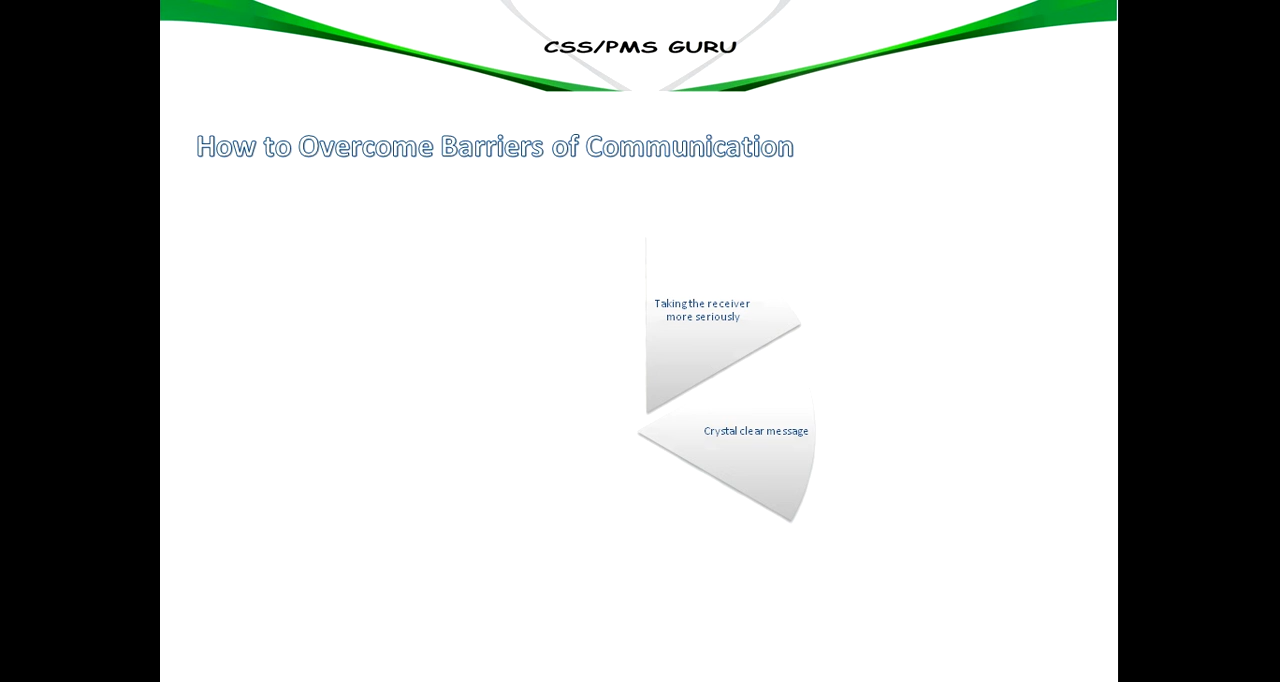 CSS/PMS GURU
How to Overcome Barriers of Communication
Taking the receiver
more seriously
Crystal clear message